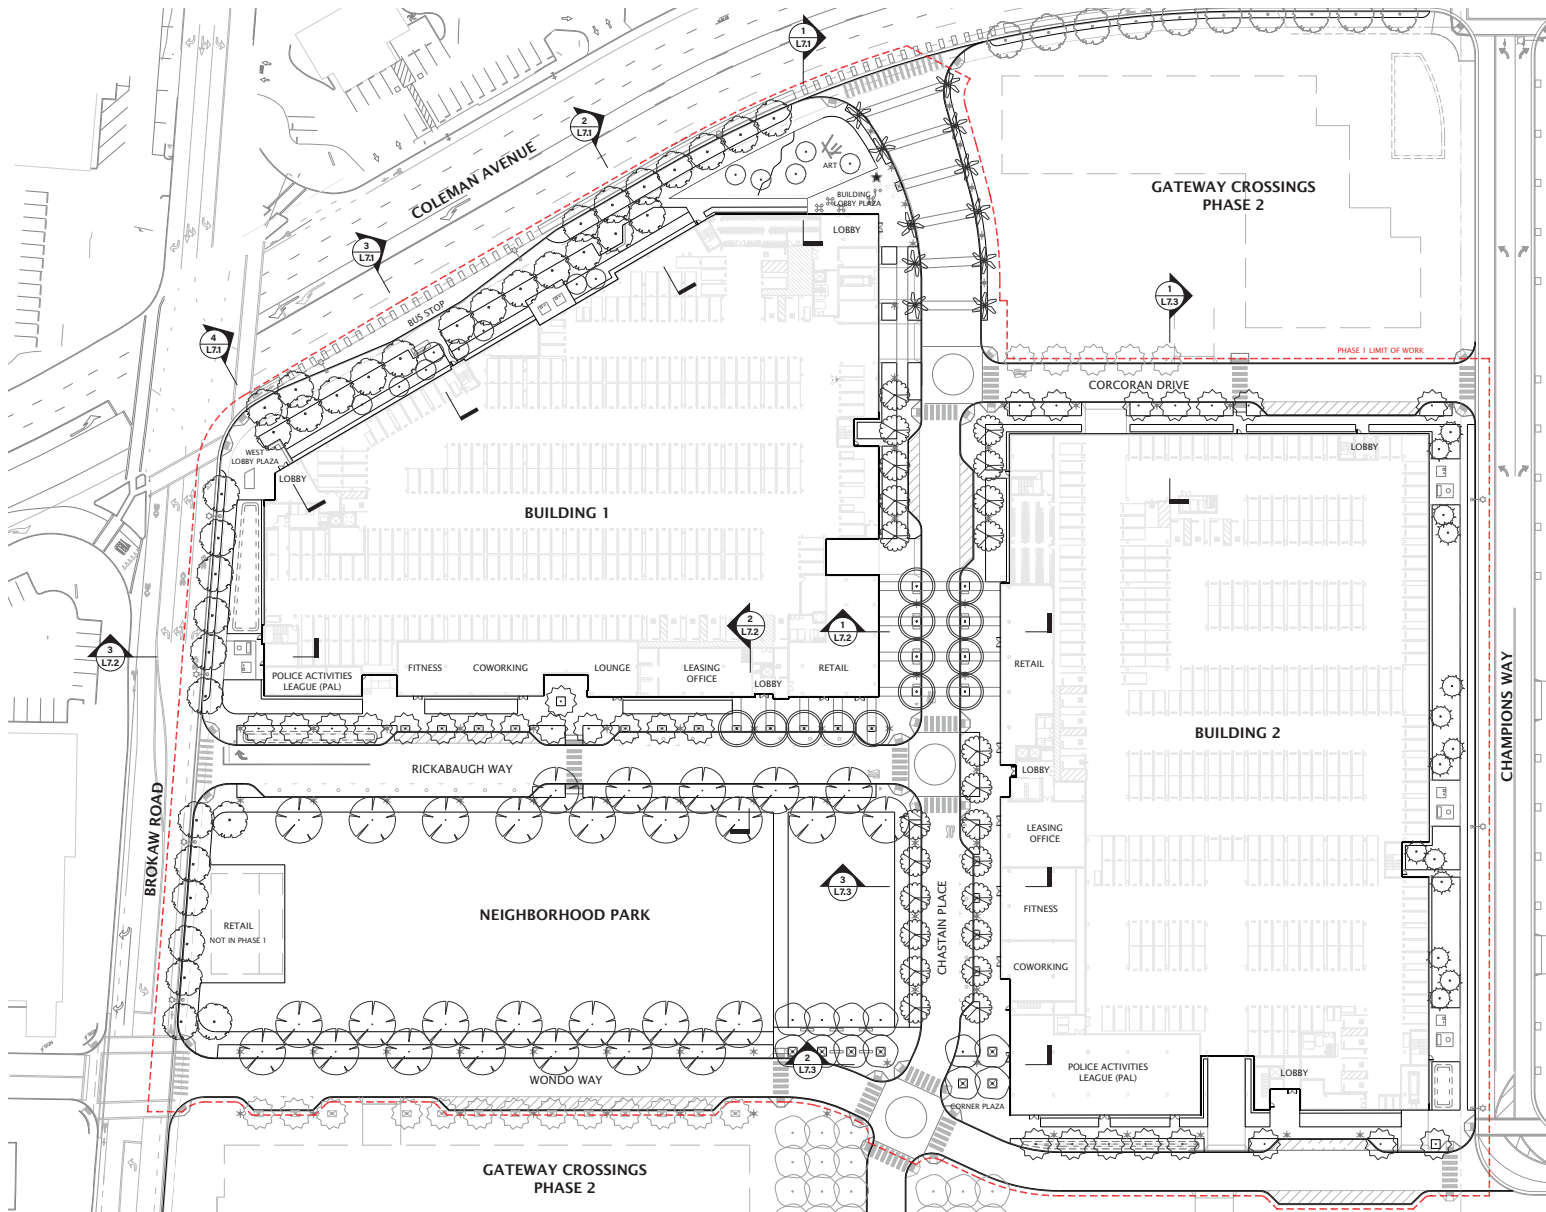 1
L7.1
2
L7.1
COLEMAN AVENUE
ART
BUILDING
LOBBY PLAZA
LOBBY
GATEWAY CROSSINGS
PHASE 2
3
L7.1
1
L7.3
BUS STOP
4
L7.1
PHASE 1 LIMIT OF WORK
CORCORAN DRIVE
WEST
LOBBY PLAZA
LOBBY
LOBBY
BUILDING 1
2
L7.2
1
L7.2
3
L7.2
POLICE ACTIVITIES
LEAGUE (PAL)
FITNESS
COWORKING
LOUNGE
LEASING
OFFICE
LOBBY
RETAIL
RETAIL
CHAMPIONS WAY
BUILDING 2
RICKABAUGH WAY
LOBBY
BROKAW ROAD
LEASING
OFFICE
3
L7.3
RETAIL
NOT IN PHASE 1
NEIGHBORHOOD PARK
CHASTAIN PLACE
FITNESS
COWORKING
2
L7.3
WONDO WAY
POLICE ACTIVITIES
LEAGUE (PAL)
LOBBY
CORNER PLAZA
GATEWAY CROSSINGS
PHASE 2